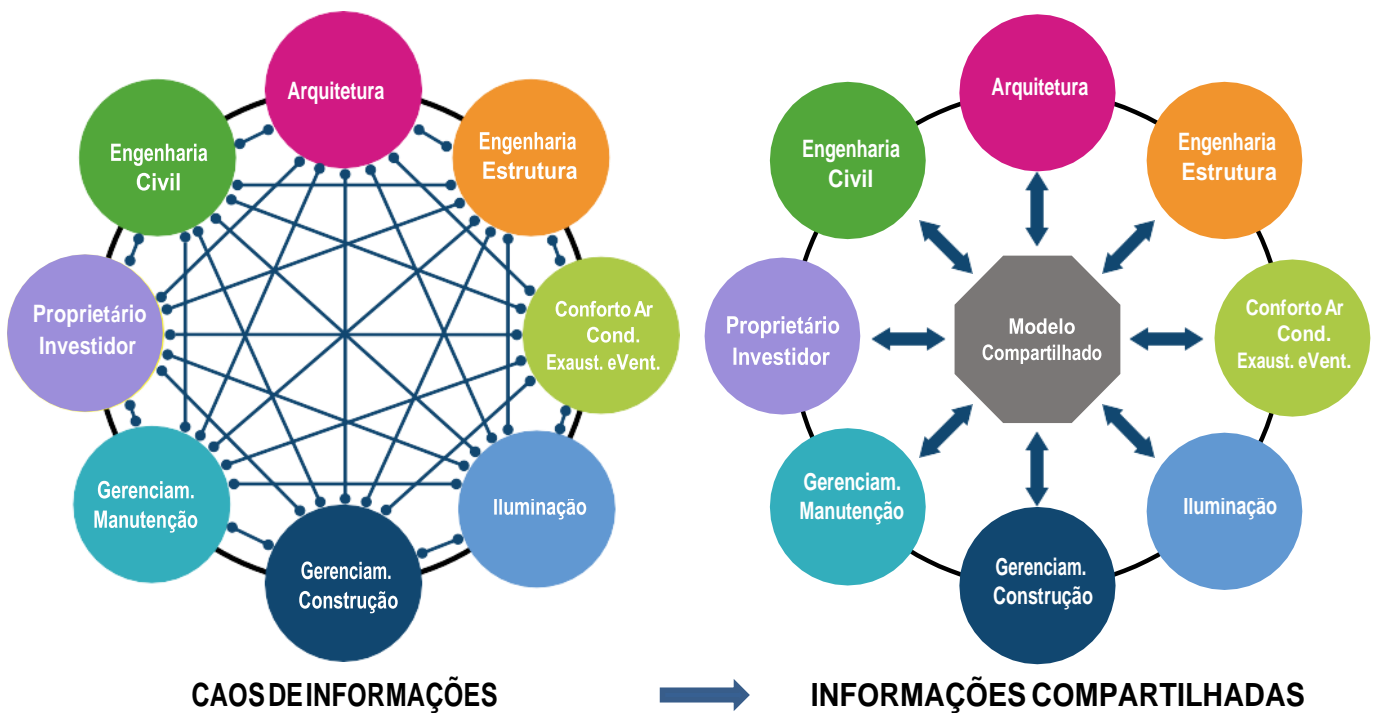 Arquitetura
Engenharia
Civil
Engenharia
Estrutura
Proprietário
Investidor
Conforto Ar
Cond.
Exaust. eVent.
Gerenciam.
Manutenção
Iluminação
Gerenciam.
Construção
CAOS DE INFORMAÇÕES
Arquitetura
Engenharia
Civil
Engenharia
Estrutura
Proprietário
Investidor
Modelo
Compartilhado
Conforto Ar
Cond.
Exaust. eVent.
Gerenciam.
Manutenção
Iluminação
Gerenciam.
Construção
INFORMAÇÕES COMPARTILHADAS